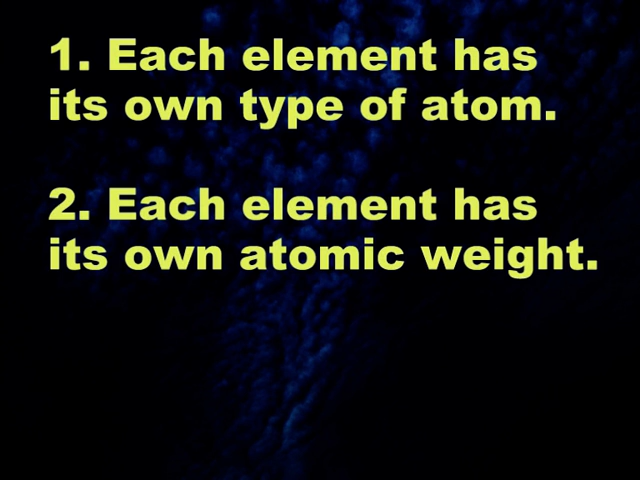 1. Each element has
its own type of atom.
2. Each element has
its own atomic weight.